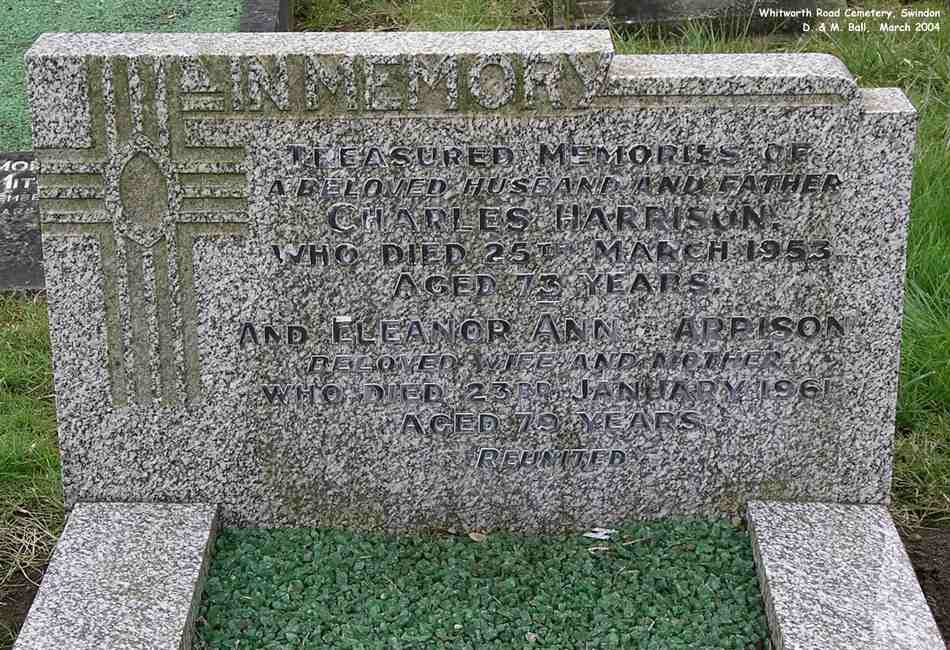 Whitworth Road Cemetery, Swindon
D. & M. Ball, March 2004
IN MEMORY
TREASURED MEMORIES OF
A BELOVED HUSBAND AND FATHER
CHARLES HARRISON,
WHO DIED 25TH MARCH 1953.
AGED 73 YEARS.
AND ELEANOR ANN HARRISON
BELOVED WIFE AND MOTHER
WHO DIED 23RD JANUARY 1961
AGED 79 YEARS
REUNITED